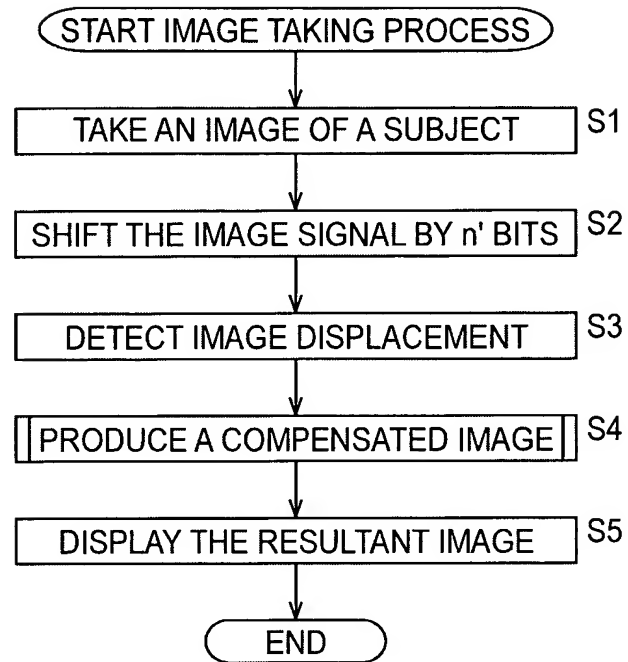 START IMAGE TAKING PROCESS
TAKE AN IMAGE OF A SUBJECT S1
SHIFT THE IMAGE SIGNAL BY n' BITS S2
DETECT IMAGE DISPLACEMENT S3
PRODUCE A COMPENSATED IMAGE S4
DISPLAY THE RESULTANT IMAGE S5
END